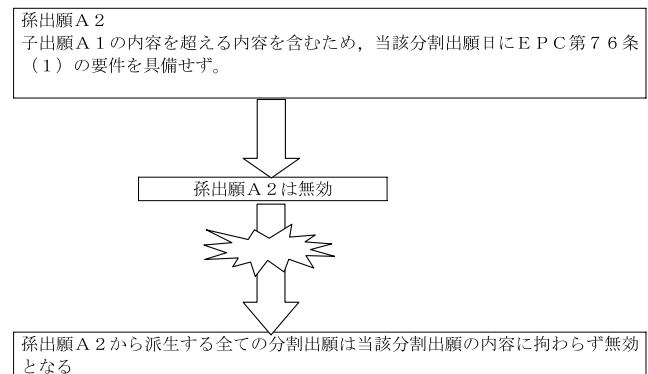 孫出願Ａ２
子出願Ａ１の内容を超える内容を含むため，当該分割出願日にＥＰＣ第７６条
（１）の要件を具備せず。
孫出願Ａ２は無効
孫出願Ａ２から派生する全ての分割出願は当該分割出願の内容に拘わらず無効
となる